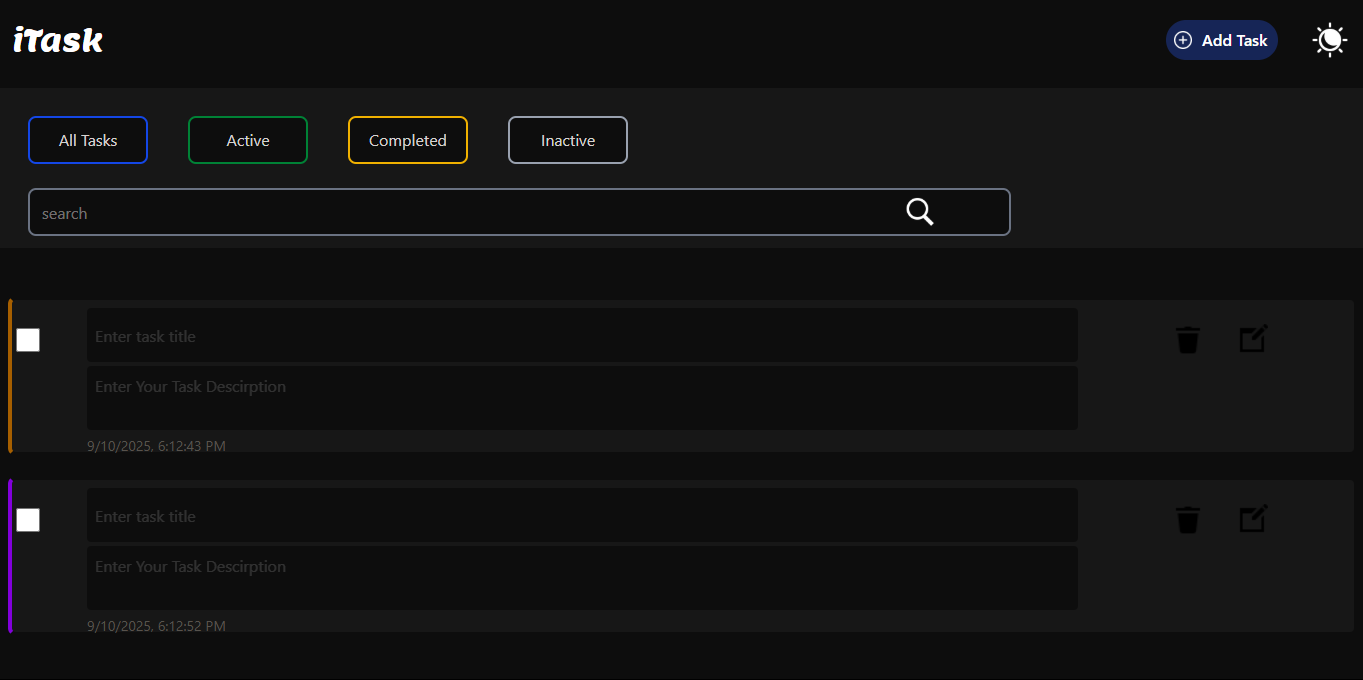 iTask
Add Task
All Tasks
Active
Completed
Inactive
search
Enter task title
Enter Your Task Descirption
9/10/2025, 6:12:43 PM
Enter task title
Enter Your Task Descirption
9/10/2025, 6:12:52 PM